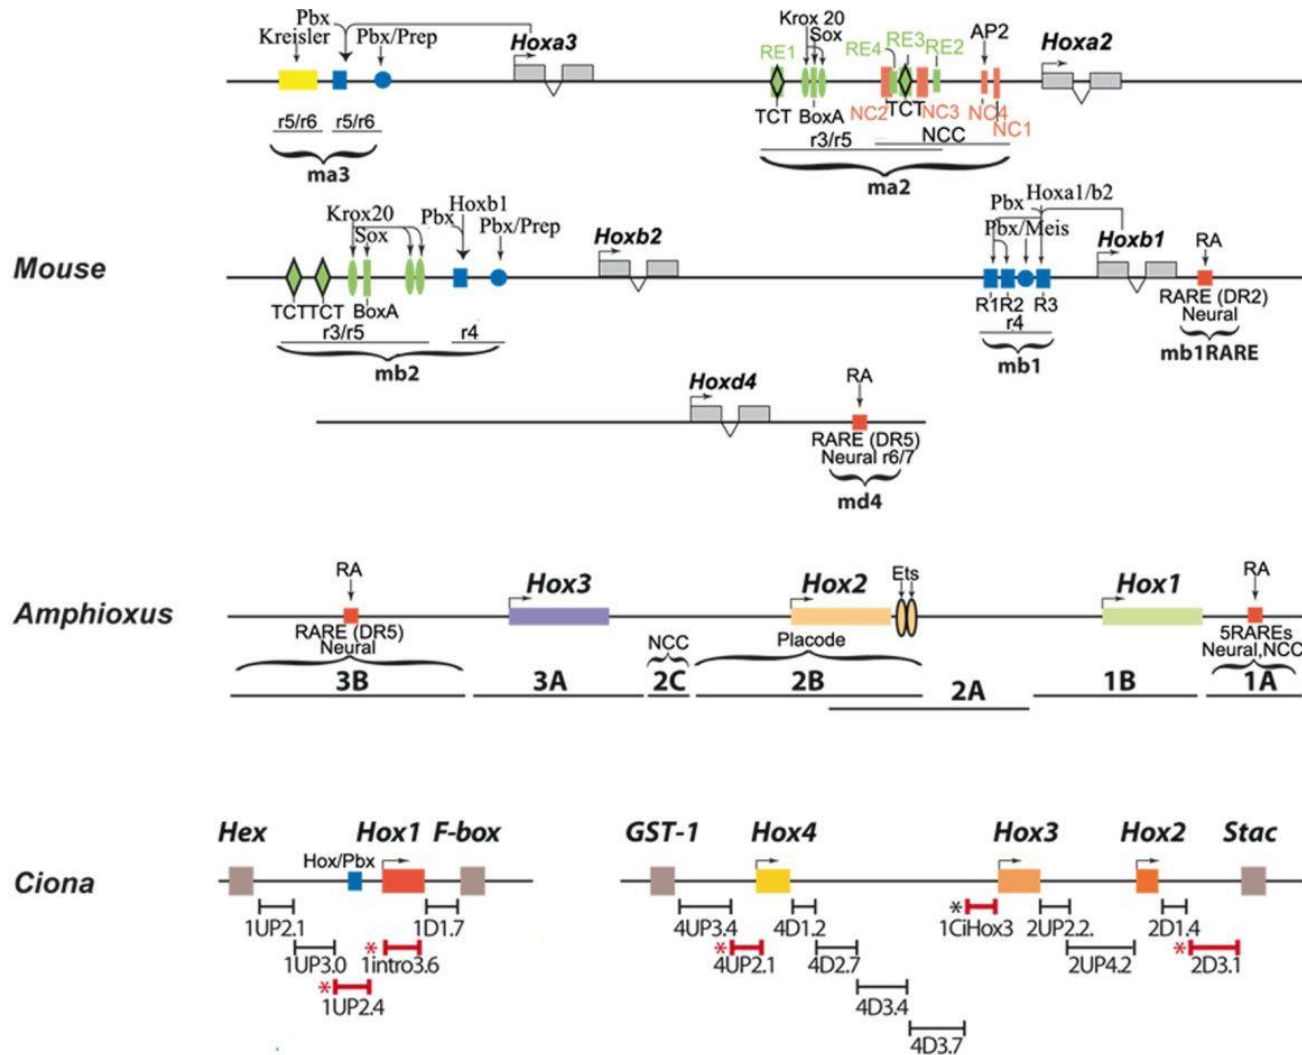 Pbx
Kreisler
Pbx/Prep
Hoxa3
r5/r6
r5/r6
ma3
Krox 20
Sox
RE1
RE4
RE3
RE2
AP2
Hoxa2
TCT
BoxA
NC2
TCT
NC3
NC4
NC1
r3/r5
NCC
ma2
Mouse
Krox20
Sox
Pbx
Hoxb1
Pbx/Prep
Hoxb2
TCT
TCT
BoxA
r3/r5
r4
mb2
Pbx
Hoxa1/b2
Pbx/Meis
Hoxb1
RA
R1
R2
R3
r4
mb1
RARE (DR2)
Neural
mb1RARE
Hoxd4
RA
RARE (DR5)
Neural r6/7
md4
Amphioxus
RA
Hox3
Hox2
Ets
Hox1
RA
RARE (DR5)
Neural
NCC
Placode
5RAREs
Neural,NCC
3B
3A
2C
2B
2A
1B
1A
Ciona
Hex
Hox1
F-box
Hox/Pbx
1UP2.1
1D1.7
1UP3.0
*
1intro3.6
*
1UP2.4
GST-1
Hox4
Hox3
Hox2
Stac
4UP3.4
4D1.2
*
1CiHox3
2UP2.2.
2D1.4
*
4UP2.1
4D2.7
2UP4.2
*
2D3.1
4D3.4
4D3.7